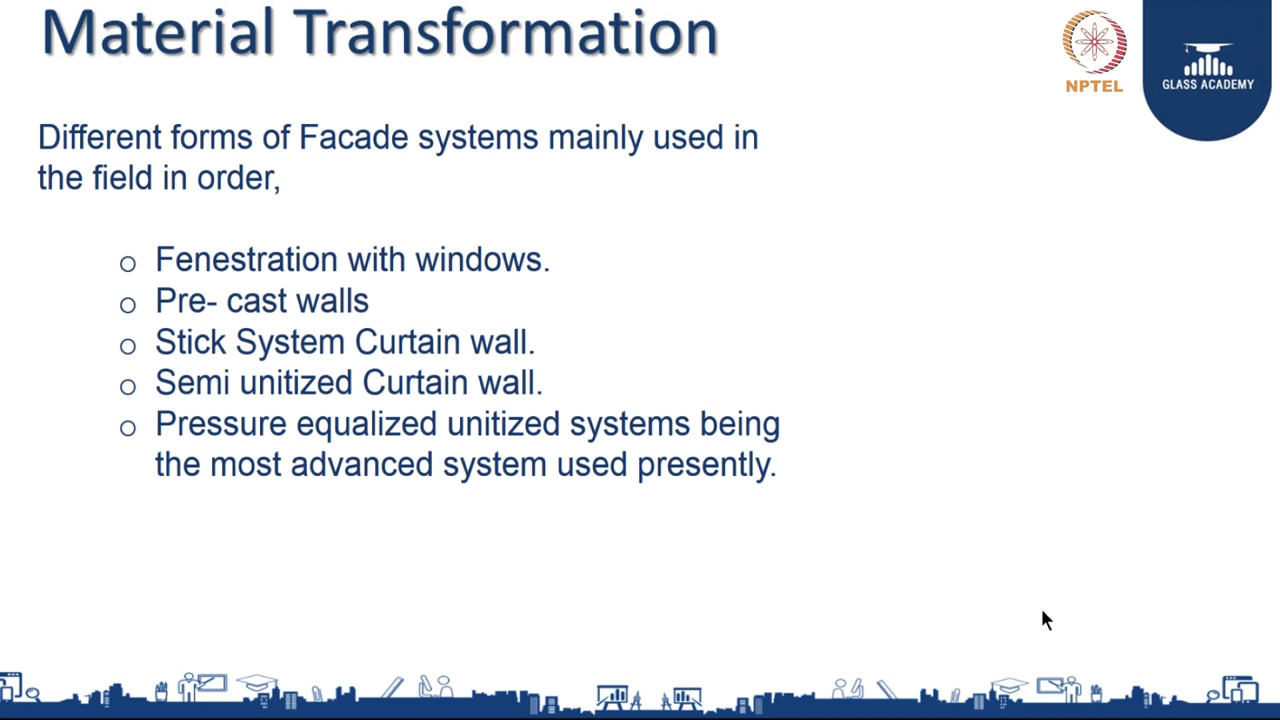 Material Transformation
NPTEL
GLASS ACADEMY
Different forms of Facade systems mainly used in
the field in order,
o Fenestration with windows.
o Pre- cast walls
o Stick System Curtain wall.
o Semi unitized Curtain wall.
o Pressure equalized unitized systems being
the most advanced system used presently.